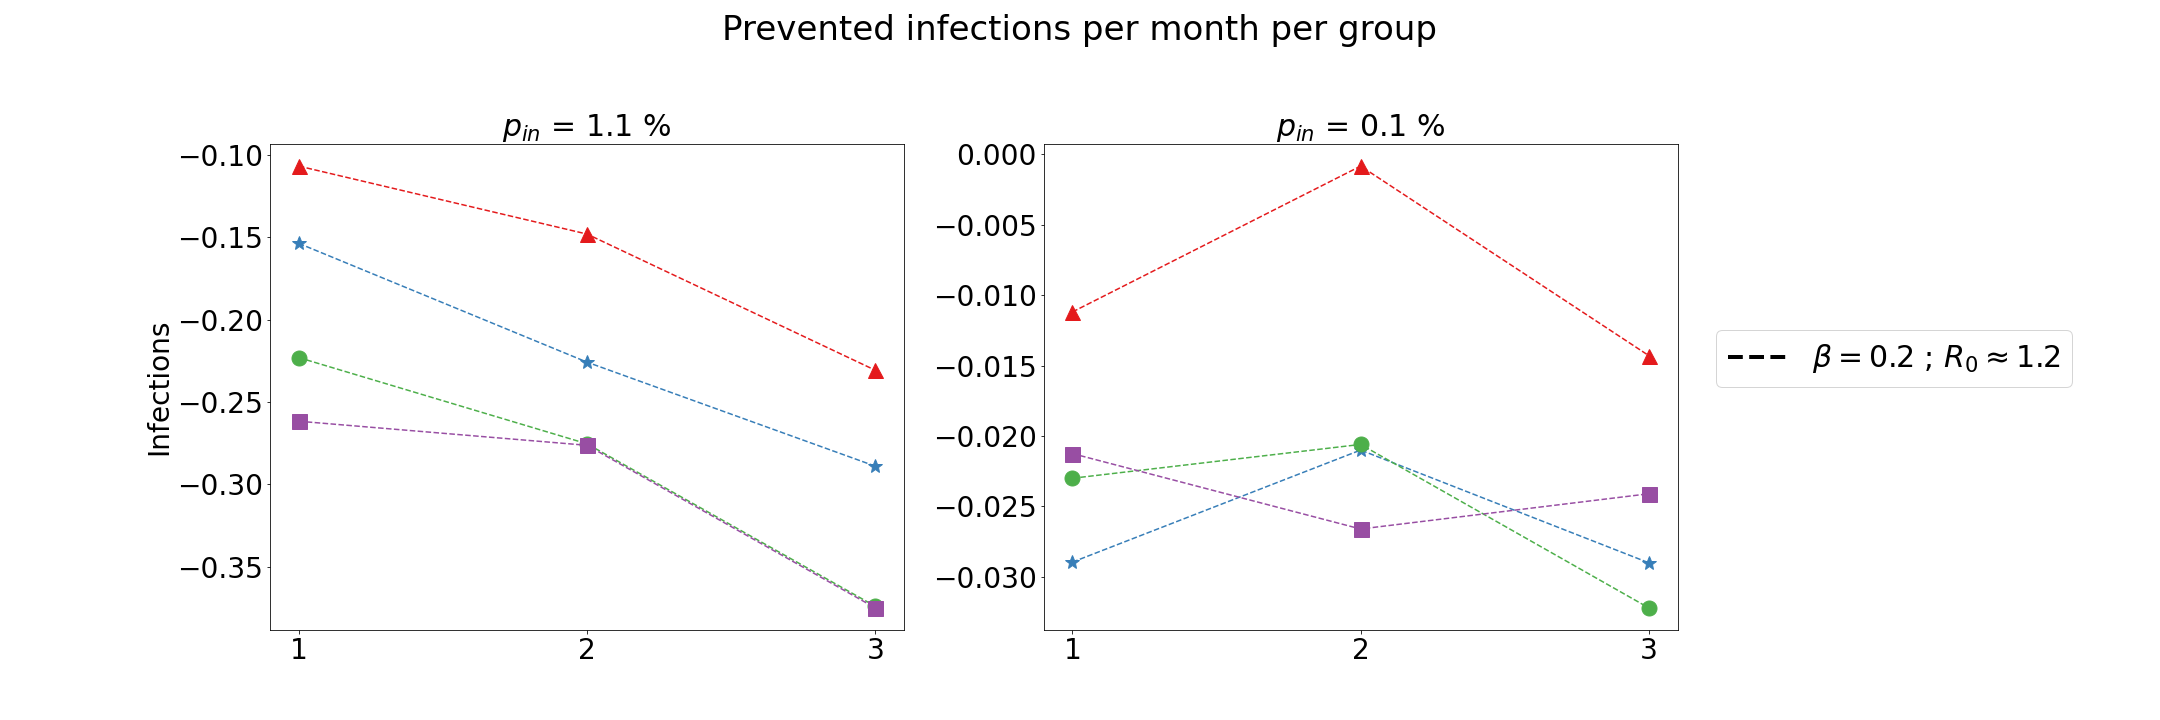 Prevented infections per month per group
p_in = 1.1 %
−0.10
−0.15
−0.20
−0.25
−0.30
−0.35
Infections
1 2 3
p_in = 0.1 %
0.000
−0.005
−0.010
−0.015
−0.020
−0.025
−0.030
1 2 3
β = 0.2 ; R₀ ≈ 1.2